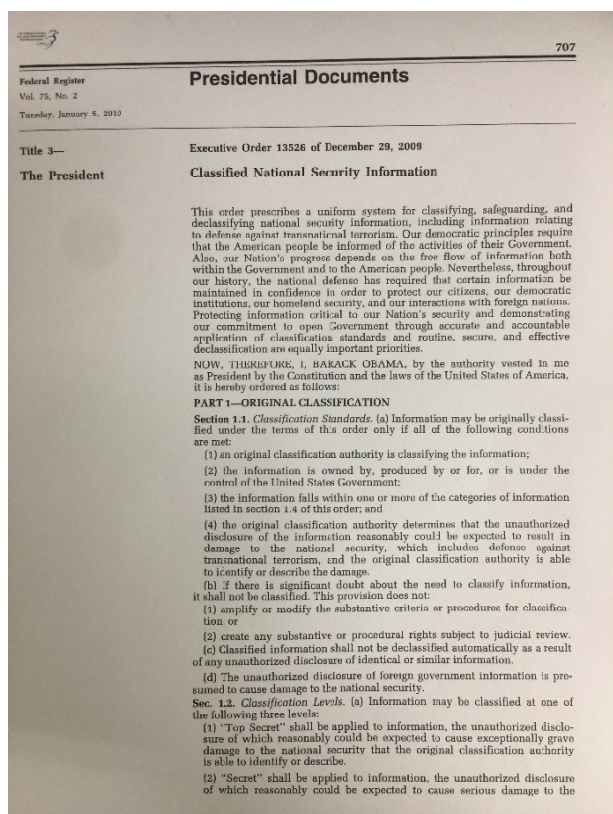 707
Federal Register
Vol. 75, No. 2
Tuesday, January 5, 2010
Presidential Documents
Title 3—
The President
Executive Order 13526 of December 29, 2009
Classified National Security Information
This order prescribes a uniform system for classifying, safeguarding, and
declassifying national security information, including information relating
to defense against transnational terrorism. Our democratic principles require
that the American people be informed of the activities of their Government.
Also, our Nation's progress depends on the free flow of information both
within the Government and to the American people. Nevertheless, throughout
our history, the national defense has required that certain information be
maintained in confidence in order to protect our citizens, our democratic
institutions, our homeland security, and our interactions with foreign nations.
Protecting information critical to our Nation's security and demonstrating
our commitment to open Government through accurate and accountable
application of classification standards and routine, secure, and effective
declassification are equally important priorities.
NOW, THEREFORE, I, BARACK OBAMA, by the authority vested in me
as President by the Constitution and the laws of the United States of America,
it is hereby ordered as follows:
PART 1—ORIGINAL CLASSIFICATION
Section 1.1. Classification Standards. (a) Information may be originally classi-
fied under the terms of this order only if all of the following conditions
are met:
(1) an original classification authority is classifying the information;
(2) the information is owned by, produced by or for, or is under the
control of the United States Government;
(3) the information falls within one or more of the categories of information
listed in section 1.4 of this order; and
(4) the original classification authority determines that the unauthorized
disclosure of the information reasonably could be expected to result in
damage to the national security, which includes defense against
transnational terrorism, and the original classification authority is able
to identify or describe the damage.
(b) If there is significant doubt about the need to classify information,
it shall not be classified. This provision does not:
(1) amplify or modify the substantive criteria or procedures for classifica-
tion; or
(2) create any substantive or procedural rights subject to judicial review.
(c) Classified information shall not be declassified automatically as a result
of any unauthorized disclosure of identical or similar information.
(d) The unauthorized disclosure of foreign government information is pre-
sumed to cause damage to the national security.
Sec. 1.2. Classification Levels. (a) Information may be classified at one of
the following three levels:
(1) "Top Secret" shall be applied to information, the unauthorized disclo-
sure of which reasonably could be expected to cause exceptionally grave
damage to the national security that the original classification authority
is able to identify or describe.
(2) "Secret" shall be applied to information, the unauthorized disclosure
of which reasonably could be expected to cause serious damage to the